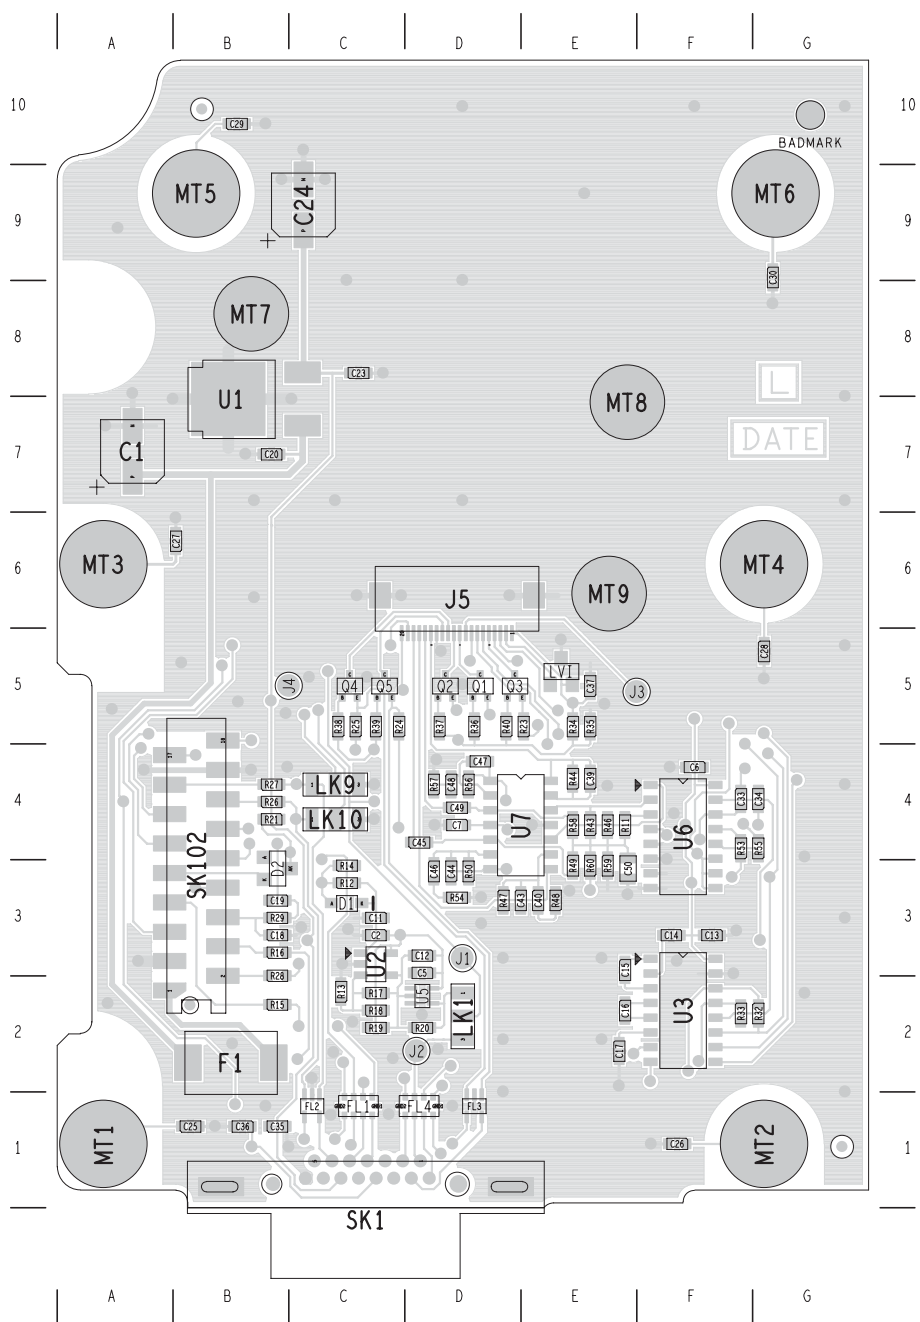 A B C D E F G
10 10
C29
BADMARK
MT5 C24 MT6
9 9
C30
MT7
8 8
C23
L
U1 MT8
DATE
7 C1 C20 7
C27
MT3 MT4
6 6
J5 MT9
C28
LVI
5 J4 Q4 Q5 Q2 Q1 Q3 C37 J3 5
R38 R25 R39 R24 R37 R36 R40 R23 R34 R35
C47 C6
R27 LK9 R57 C48 R56 R44 C39
4 R26 C49 C33 C34 4
R21 LK10 C7 U7 R58 R43 R46 R11 U6
C45
SK102 R53 R55
D2 R14 C46 C44 R50 R49 R60 R59 C50
R12
C19 D1 R54 R47 C43 C40 R48
3 R29 C11 3
C18 C2 C14 C13
R16 U2 C12 J1
R28 C5 C15
R13 R17 U5 LK1
R15 R18 C16 U3 R33 R32
2 R19 R20 2
J2 C17
F1
FL2 FL1 FL4 FL3
C25 C36 C35
1 MT1 C26 MT2 1
SK1
A B C D E F G